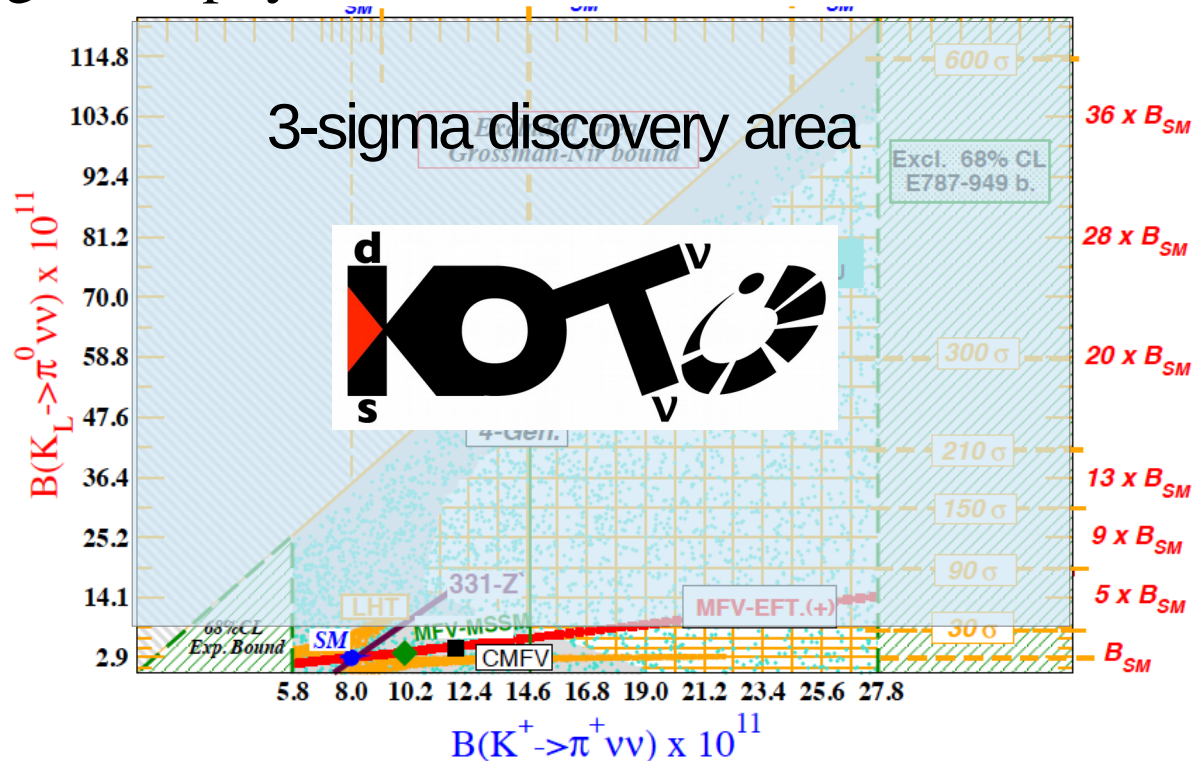 SM SM SM
3-sigma discovery area
Excluded area
Grossman-Nir bound
600 σ
Excl. 68% CL
E787-949 b.
d
KOTO
s
ν
ν
4-Gen.
300 σ
210 σ
150 σ
90 σ
30 σ
331-Z`
LHT
MFV-EFT.(+)
MFV-MSSM
SM
CMFV
68%CL
Exp. Bound
114.8
103.6
92.4
81.2
70.0
58.8
47.6
36.4
25.2
14.1
2.9
B(K_L->π^0νν) x 10^11
36 x B_SM
28 x B_SM
20 x B_SM
13 x B_SM
9 x B_SM
5 x B_SM
B_SM
5.8 8.0 10.2 12.4 14.6 16.8 19.0 21.2 23.4 25.6 27.8
B(K^+->π^+νν) x 10^11